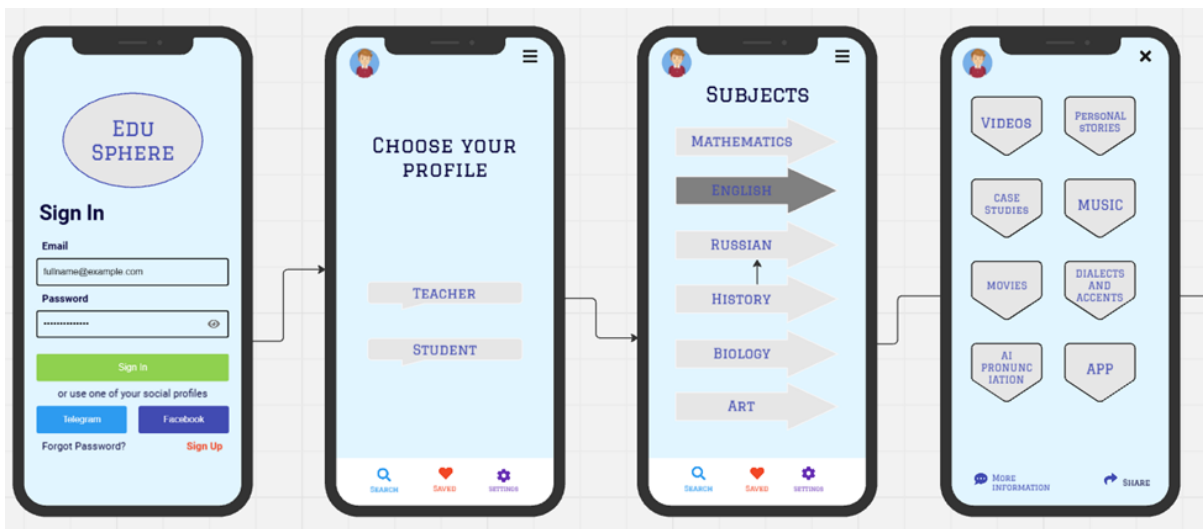 EDU
SPHERE
Sign In
Email
fullname@example.com
Password
Sign In
or use one of your social profiles
Telegram
Facebook
Forgot Password?
Sign Up
CHOOSE YOUR
PROFILE
TEACHER
STUDENT
SEARCH
SAVED
SETTINGS
SUBJECTS
MATHEMATICS
ENGLISH
RUSSIAN
HISTORY
BIOLOGY
ART
SEARCH
SAVED
SETTINGS
VIDEOS
PERSONAL
STORIES
CASE
STUDIES
MUSIC
MOVIES
DIALECTS
AND
ACCENTS
AI
PRONUNC
IATION
APP
MORE
INFORMATION
SHARE